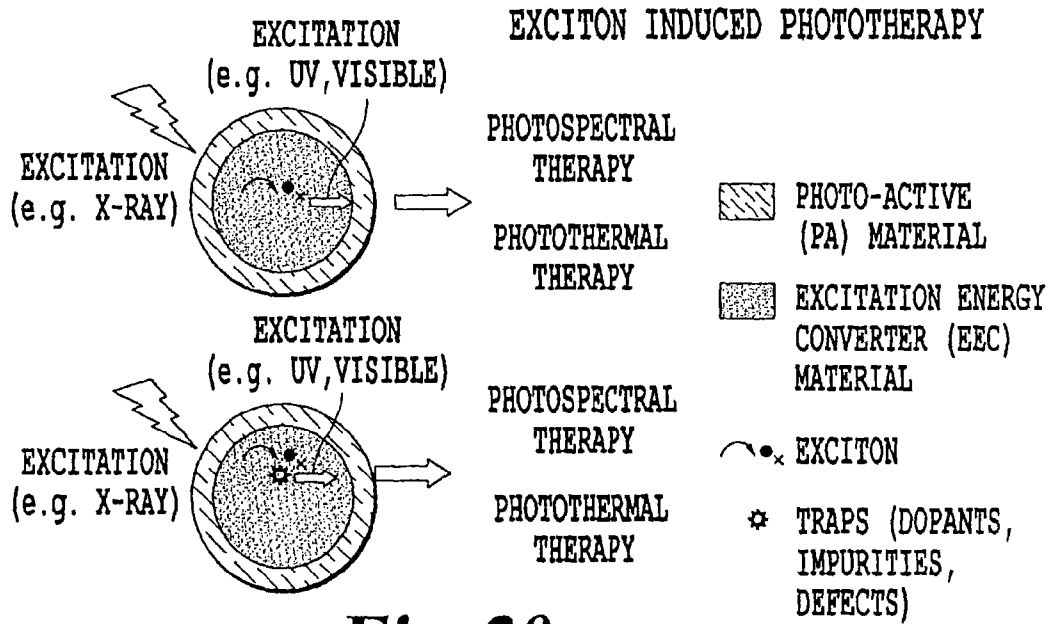 EXCITON INDUCED PHOTOTHERAPY
EXCITATION
(e.g. UV,VISIBLE)
EXCITATION
(e.g. X-RAY)
PHOTOSPECTRAL
THERAPY
PHOTOTHERMAL
THERAPY
EXCITATION
(e.g. UV,VISIBLE)
EXCITATION
(e.g. X-RAY)
PHOTOSPECTRAL
THERAPY
PHOTOTHERMAL
THERAPY
PHOTO-ACTIVE
(PA) MATERIAL
EXCITATION ENERGY
CONVERTER (EEC)
MATERIAL
EXCITON
TRAPS (DOPANTS,
IMPURITIES,
DEFECTS)